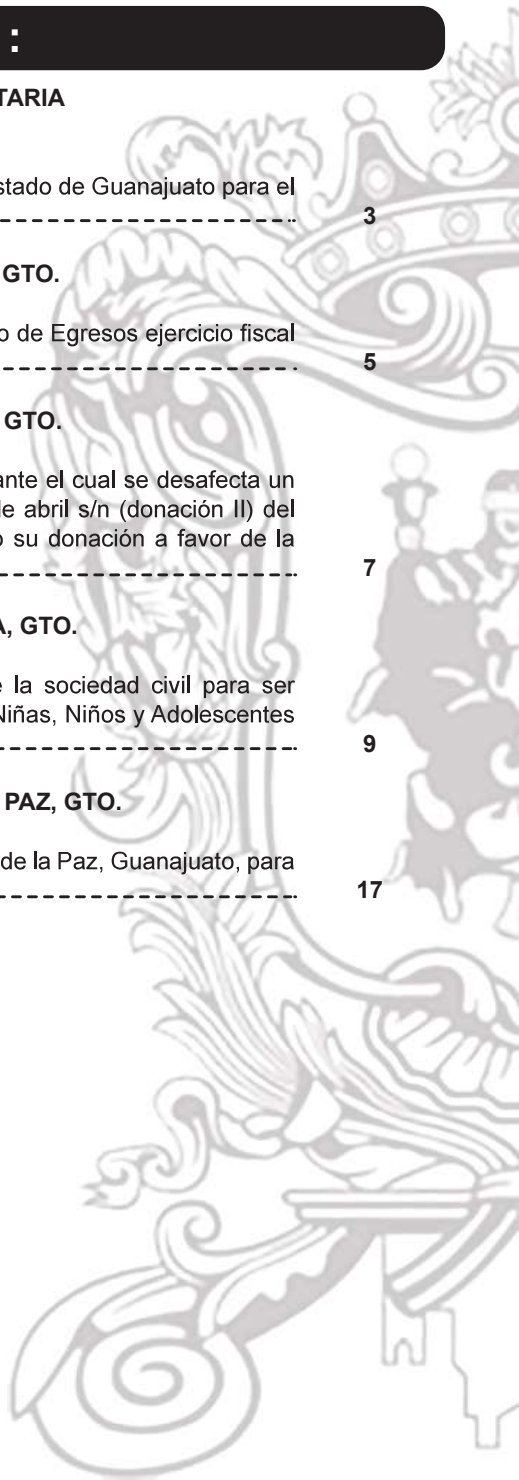 :
TARIA
stado de Guanajuato para el
3
GTO.
o de Egresos ejercicio fiscal
5
GTO.
ante el cual se desafecta un
de abril s/n (donación II) del
o su donación a favor de la
7
A, GTO.
e la sociedad civil para ser
Niñas, Niños y Adolescentes
9
PAZ, GTO.
de la Paz, Guanajuato, para
17